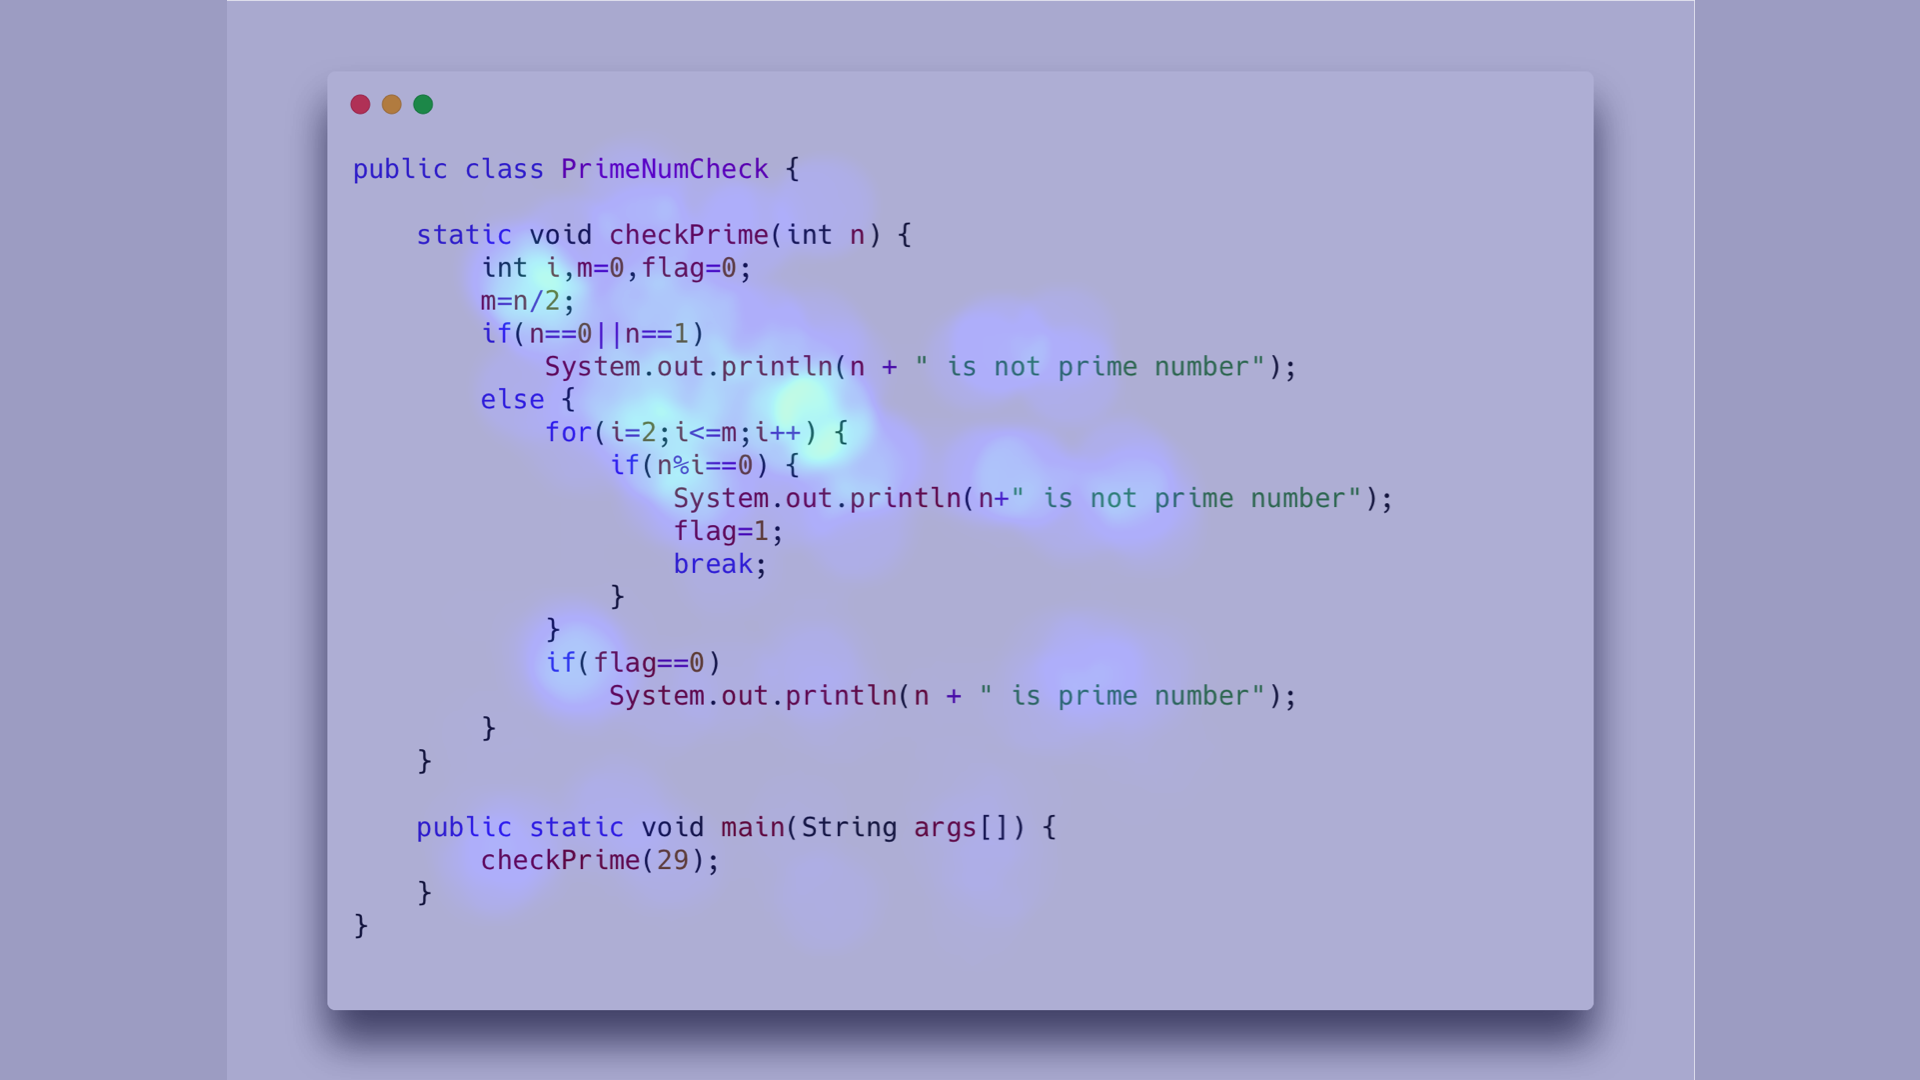 public class PrimeNumCheck {
static void checkPrime(int n) {
int i,m=0,flag=0;
m=n/2;
if(n==0||n==1)
System.out.println(n + " is not prime number");
else {
for(i=2;i<=m;i++) {
if(n%i==0) {
System.out.println(n+" is not prime number");
flag=1;
break;
}
}
if(flag==0)
System.out.println(n + " is prime number");
}
}
public static void main(String args[]) {
checkPrime(29);
}
}